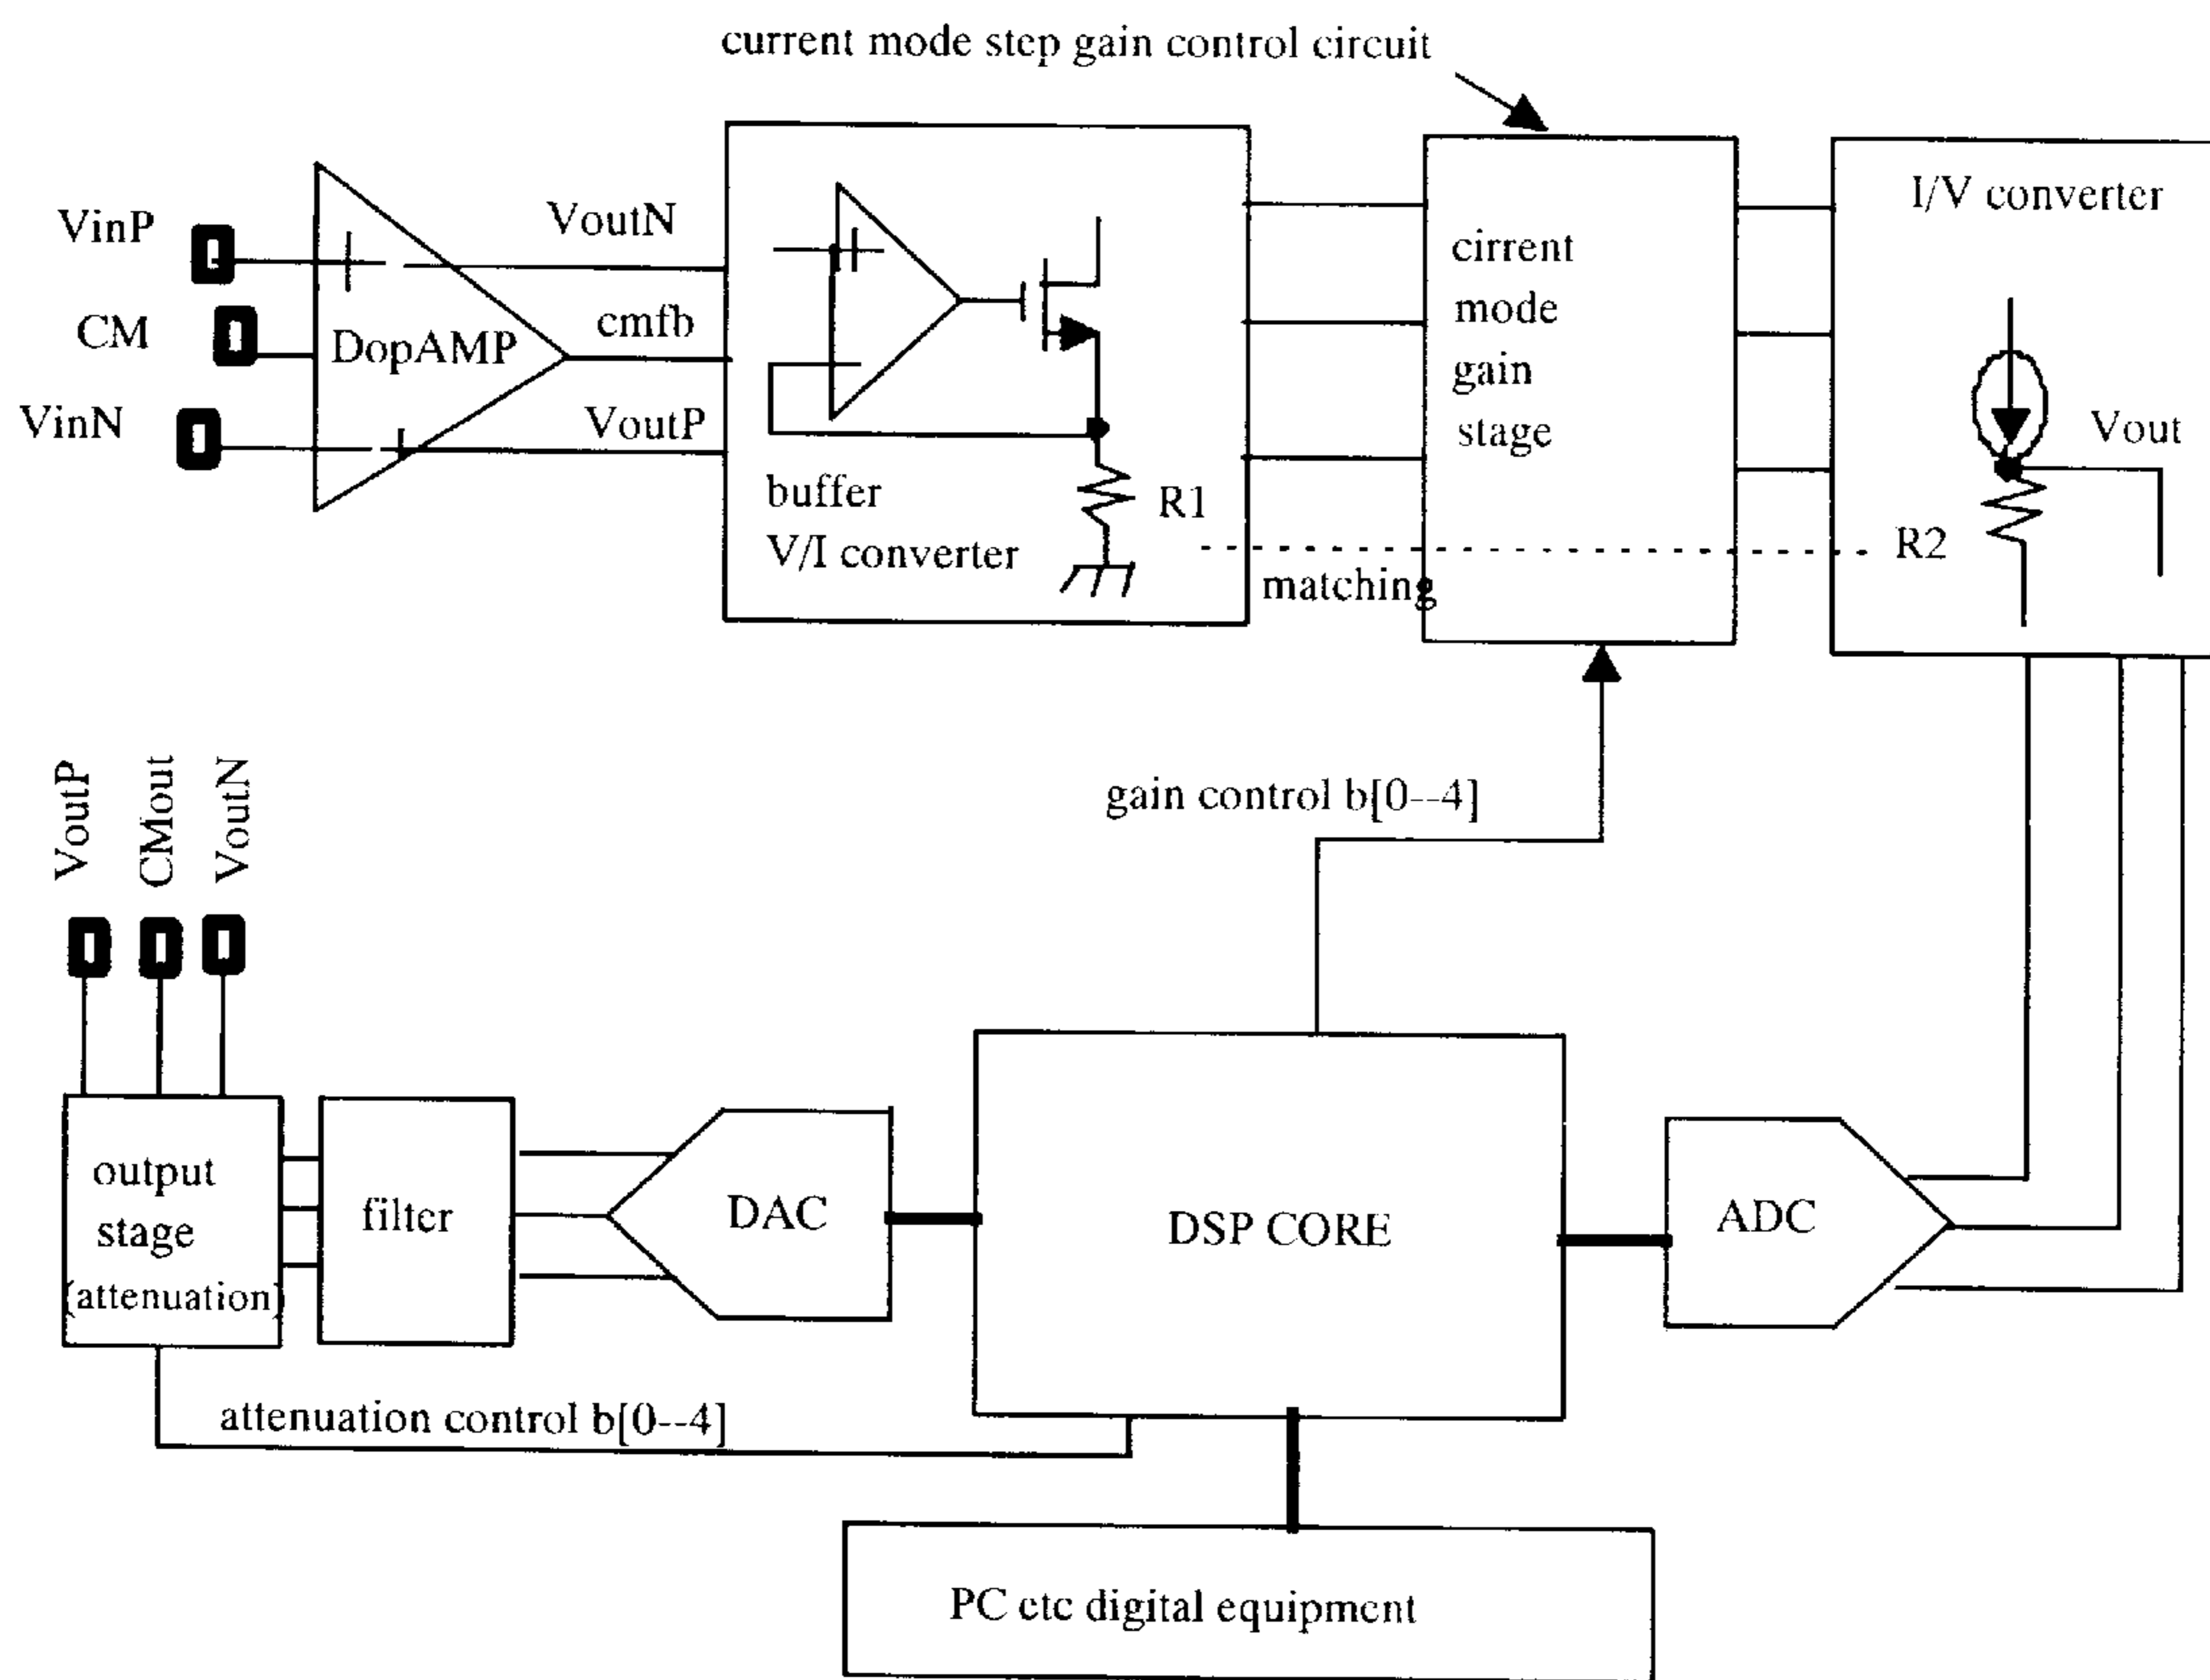 current mode step gain control circuit
VinP
CM
VinN
DopAMP
VoutN
cmfb
VoutP
buffer
V/I converter
R1
matching
cirrent
mode
gain
stage
I/V converter
Vout
R2
gain control b[0--4]
VoutP
CMout
VoutN
output
stage
(attenuation)
filter
DAC
DSP CORE
ADC
attenuation control b[0--4]
PC etc digital equipment